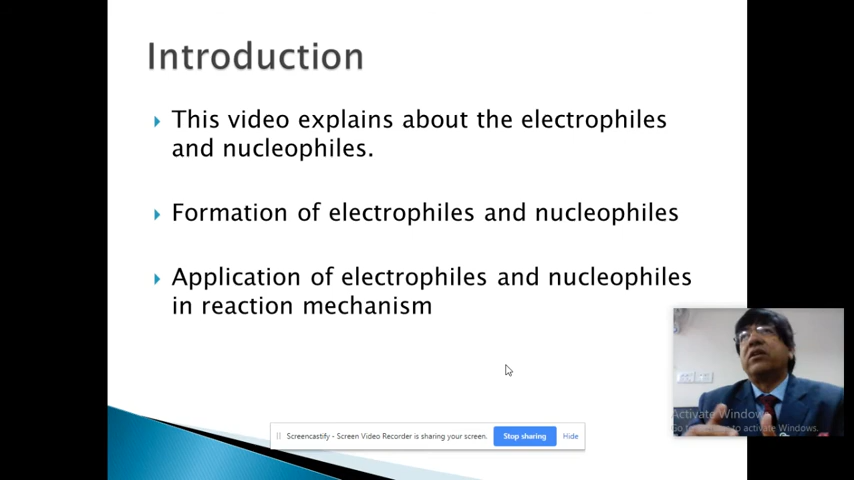 Introduction
This video explains about the electrophiles
and nucleophiles.
Formation of electrophiles and nucleophiles
Application of electrophiles and nucleophiles
in reaction mechanism
Screencastify - Screen Video Recorder is sharing your screen.
Stop sharing
Hide
Activate Windows
Go to to activate Windows.